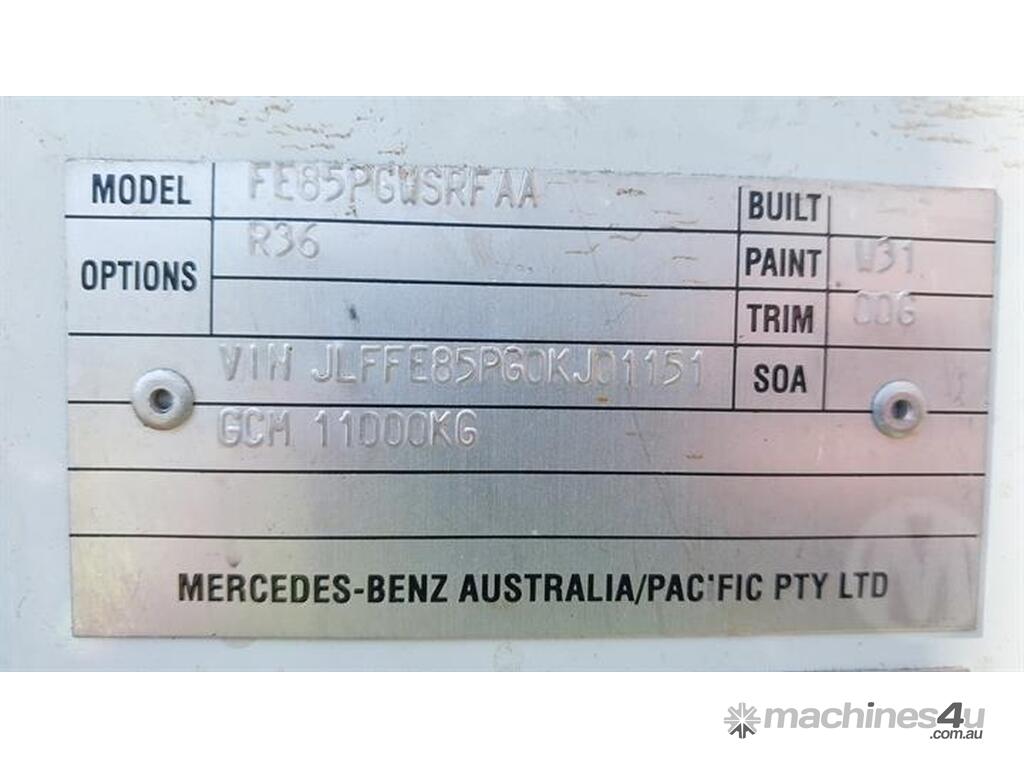 MODEL FE85PGWSRFAA BUILT
OPTIONS R36 PAINT W31
TRIM COG
VIN JLFFE85PG0KJ01151 SOA
GCM 11000KG
MERCEDES-BENZ AUSTRALIA/PACIFIC PTY LTD
machines4u
.com.au